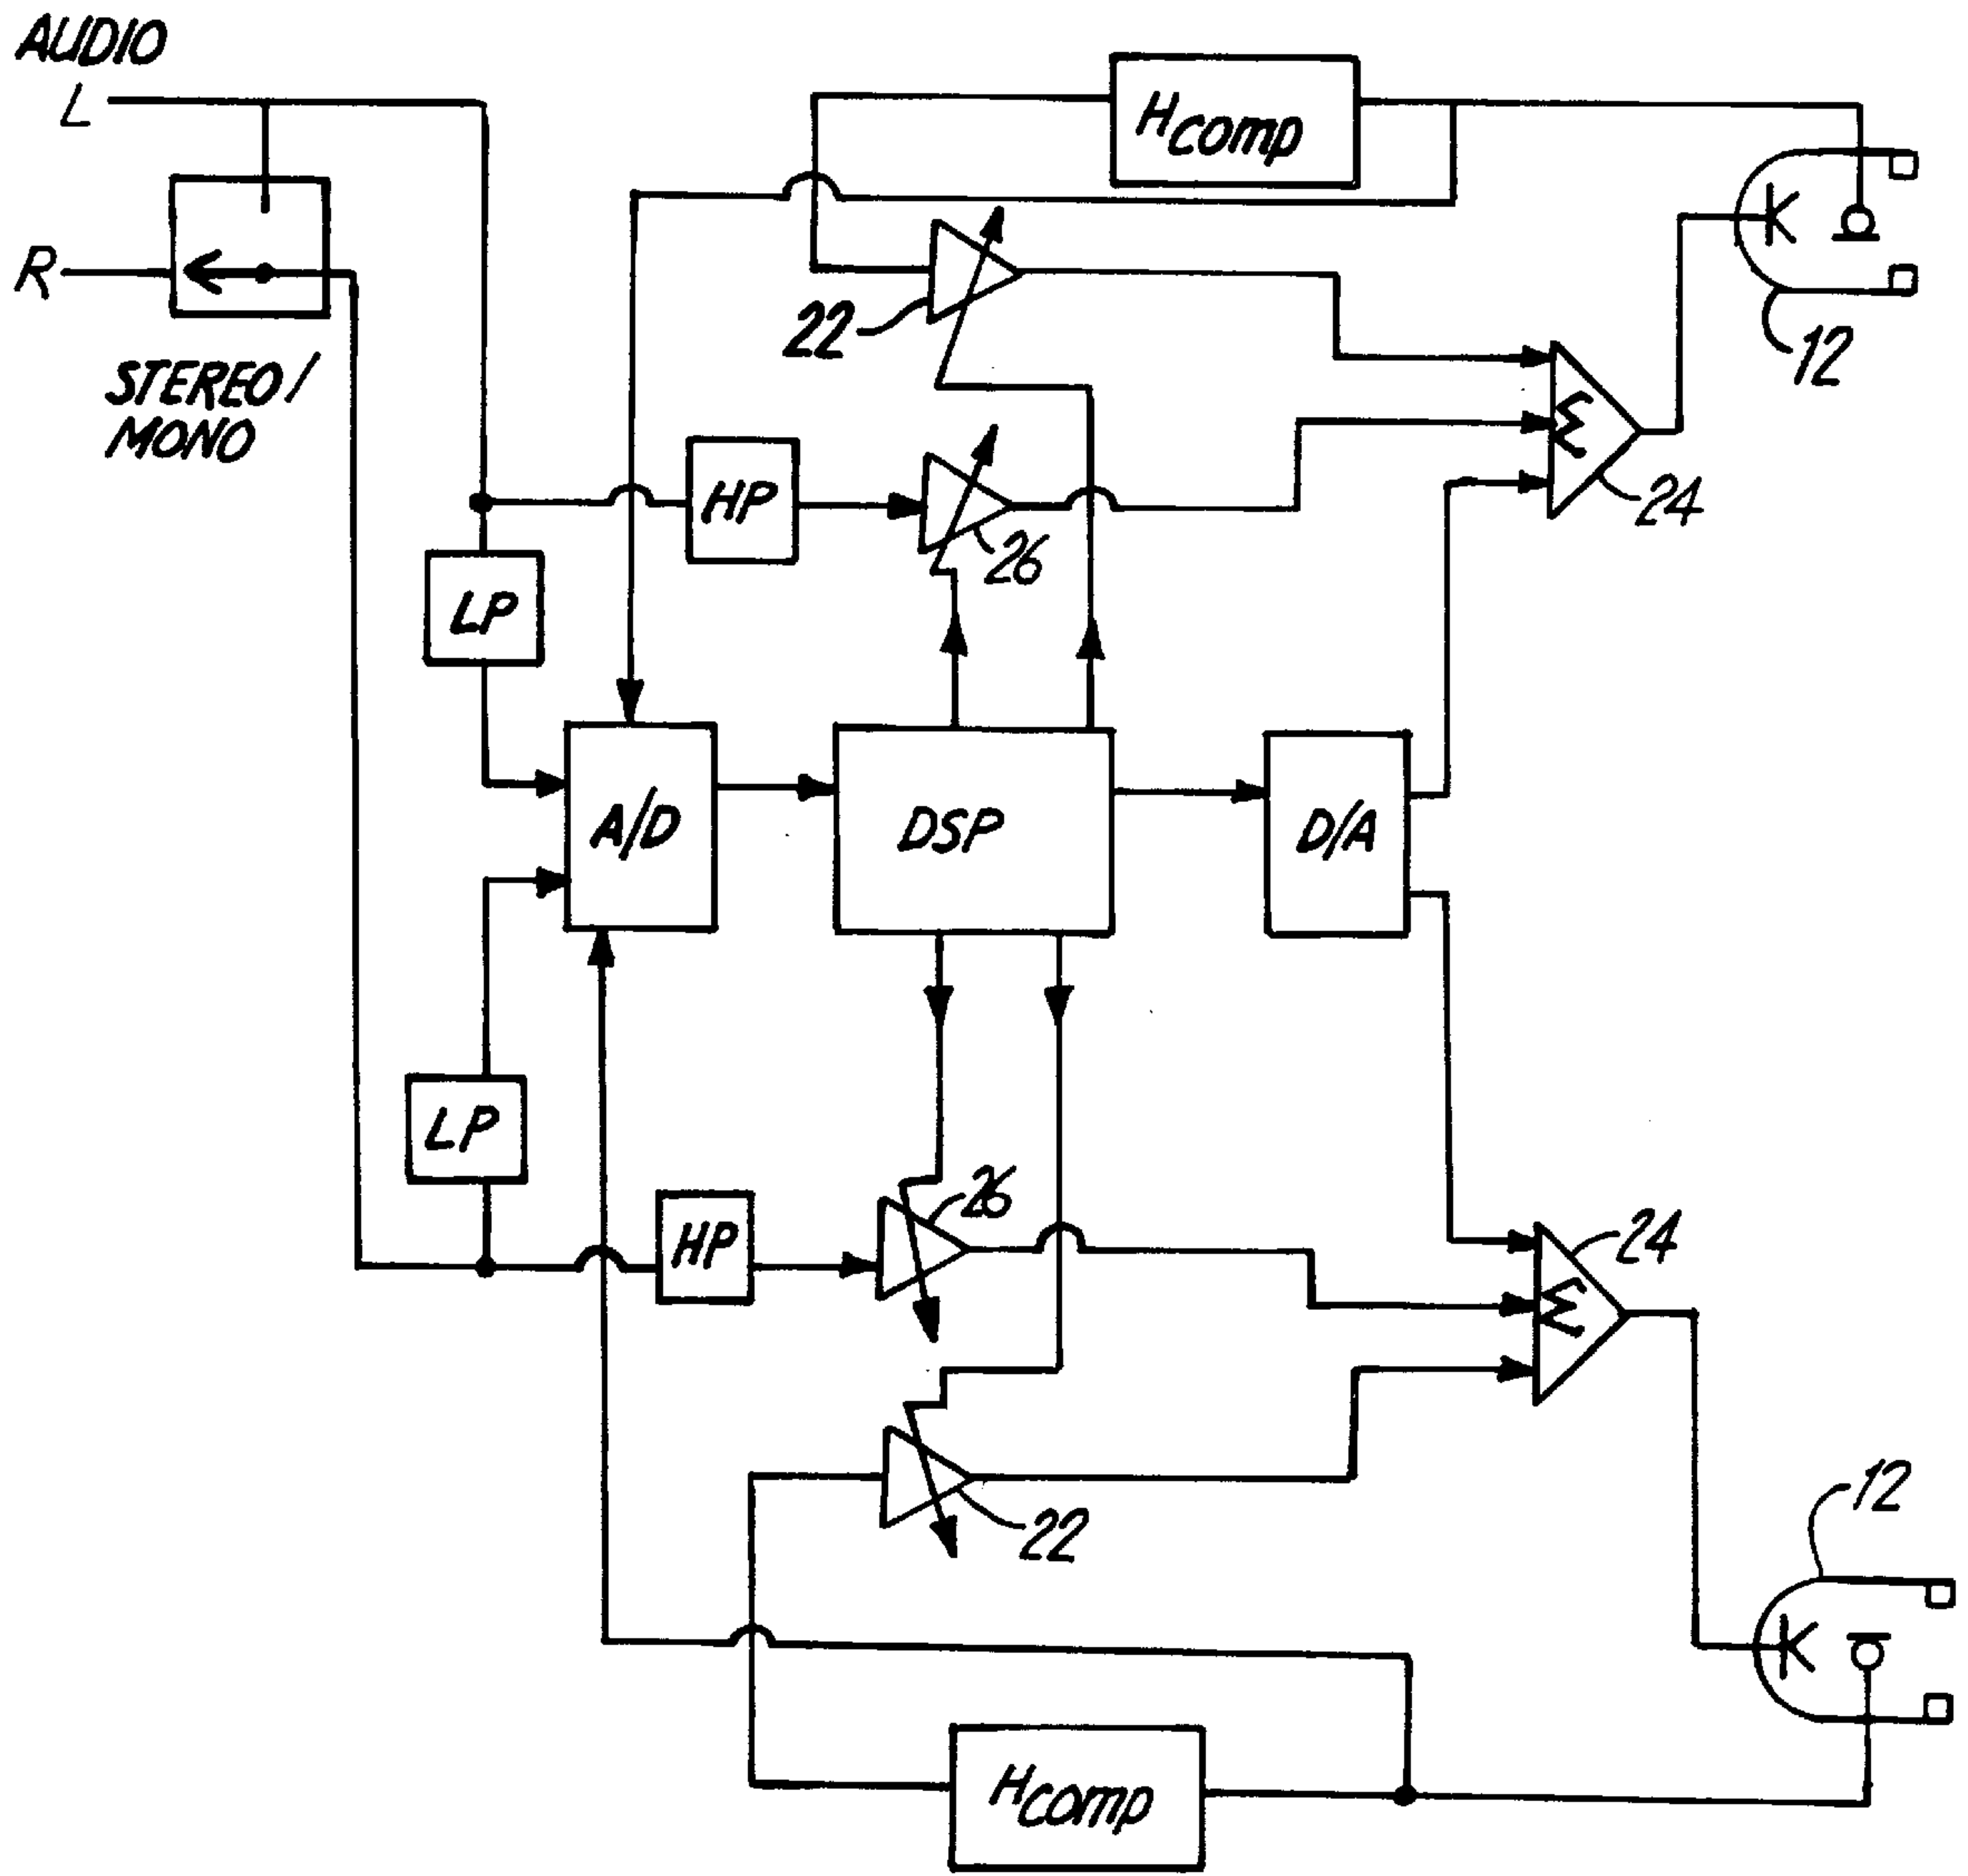 AUDIO
L
R
STEREO/
MONO
Hcomp
22
12
HP
26
Σ
24
LP
A/D
DSP
D/A
LP
HP
26
24
Σ
22
12
Hcomp